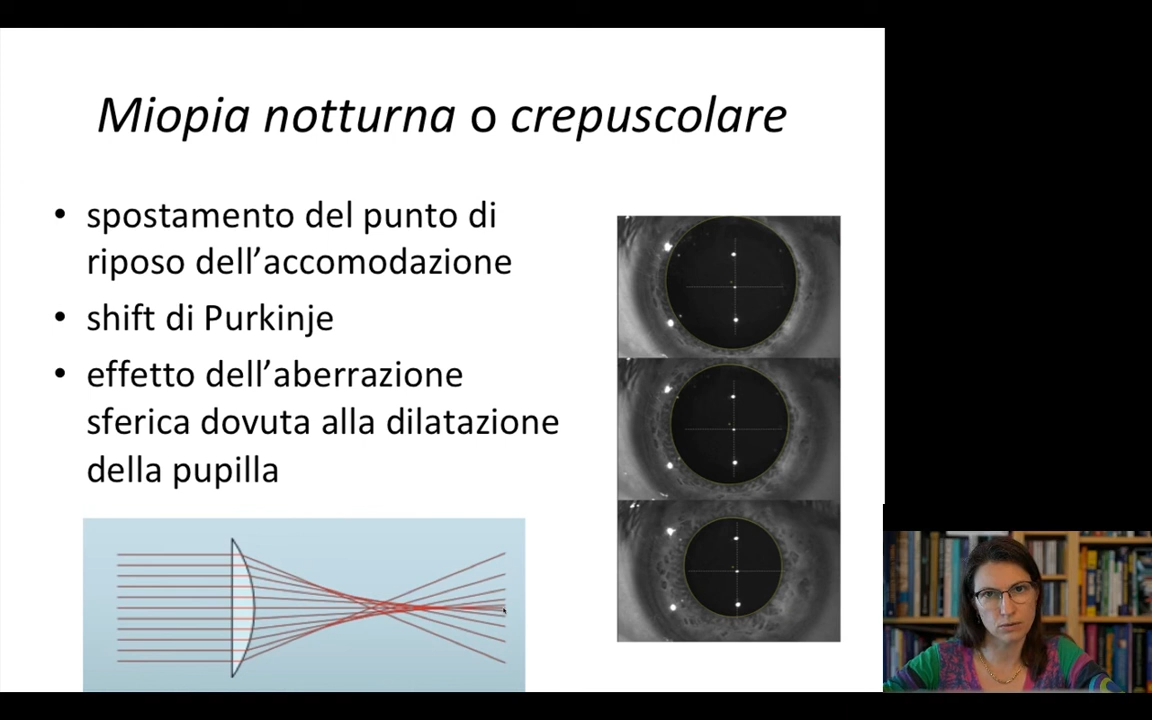 Miopia notturna o crepuscolare
• spostamento del punto di
riposo dell’accomodazione
• shift di Purkinje
• effetto dell’aberrazione
sferica dovuta alla dilatazione
della pupilla